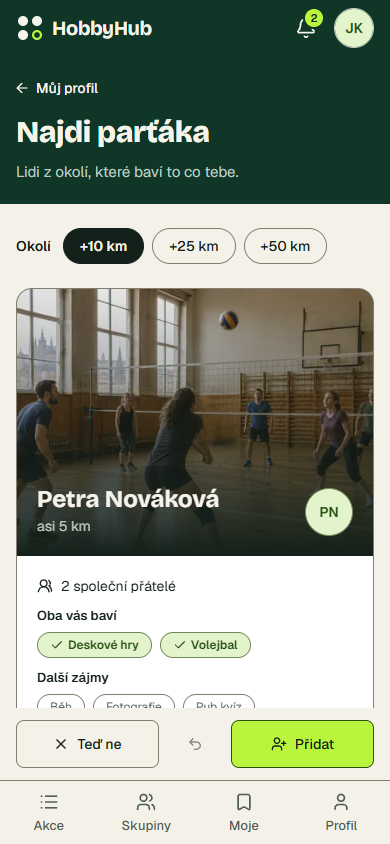 HobbyHub
2
JK
Můj profil
Najdi parťáka
Lidi z okolí, které baví to co tebe.
Okolí
+10 km
+25 km
+50 km
Petra Nováková
asi 5 km
PN
2 společní přátelé
Oba vás baví
Deskové hry
Volejbal
Další zájmy
Běh
Fotografie
Pub kvíz
Teď ne
Přidat
Akce
Skupiny
Moje
Profil